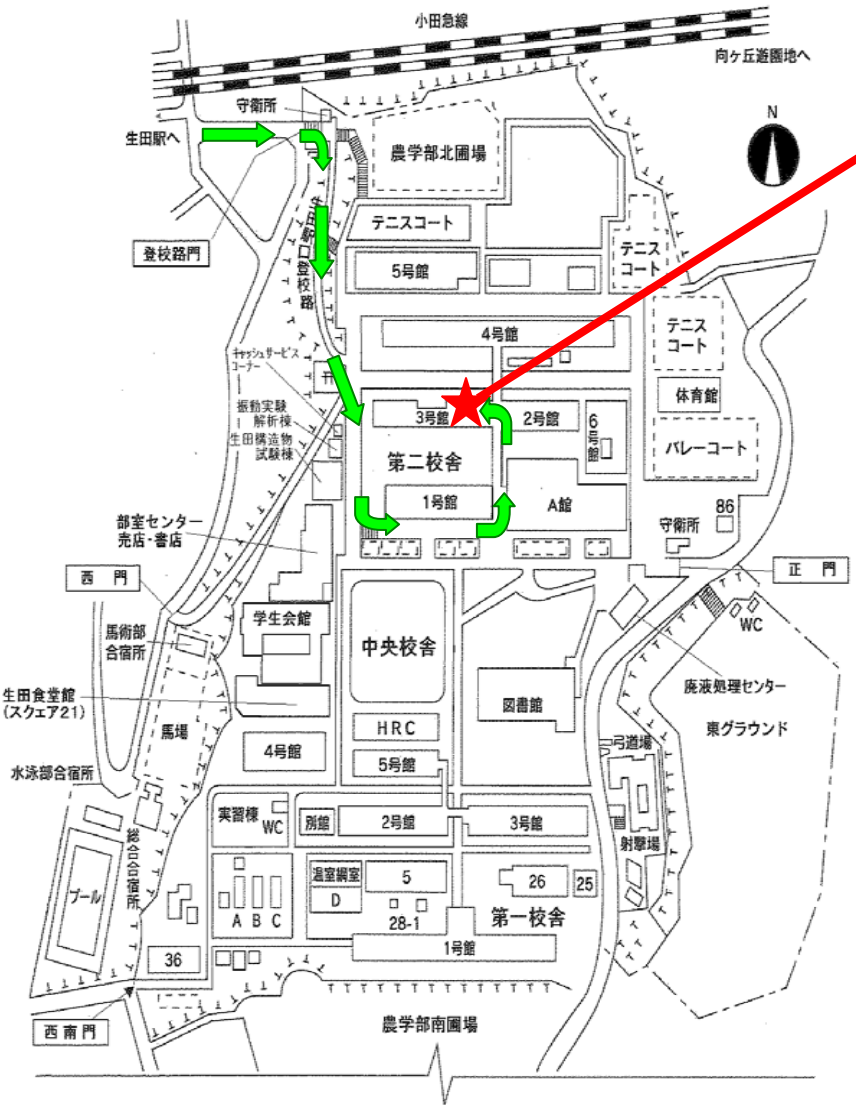 小田急線
向ヶ丘遊園地へ
守衛所
生田駅へ
N
農学部北圃場
テニスコート
登校路門
生田駅口登校路
5号館
テニス
コート
4号館
テニス
コート
キャッシュサービス
コーナー
体育館
振動実験
解析棟
3号館
2号館
6号館
生田構造物
試験棟
第二校舎
バレーコート
1号館
A館
部室センター
売店・書店
守衛所
86
西門
正門
馬術部
合宿所
学生会館
中央校舎
WC
生田食堂館
(スクェア21)
図書館
廃液処理センター
馬場
HRC
東グラウンド
4号館
5号館
弓道場
水泳部合宿所
実習棟
WC
別館
2号館
3号館
総合合宿所
射撃場
プール
温室網室
5
26
25
A B C
D
28-1
第一校舎
1号館
36
西南門
農学部南圃場